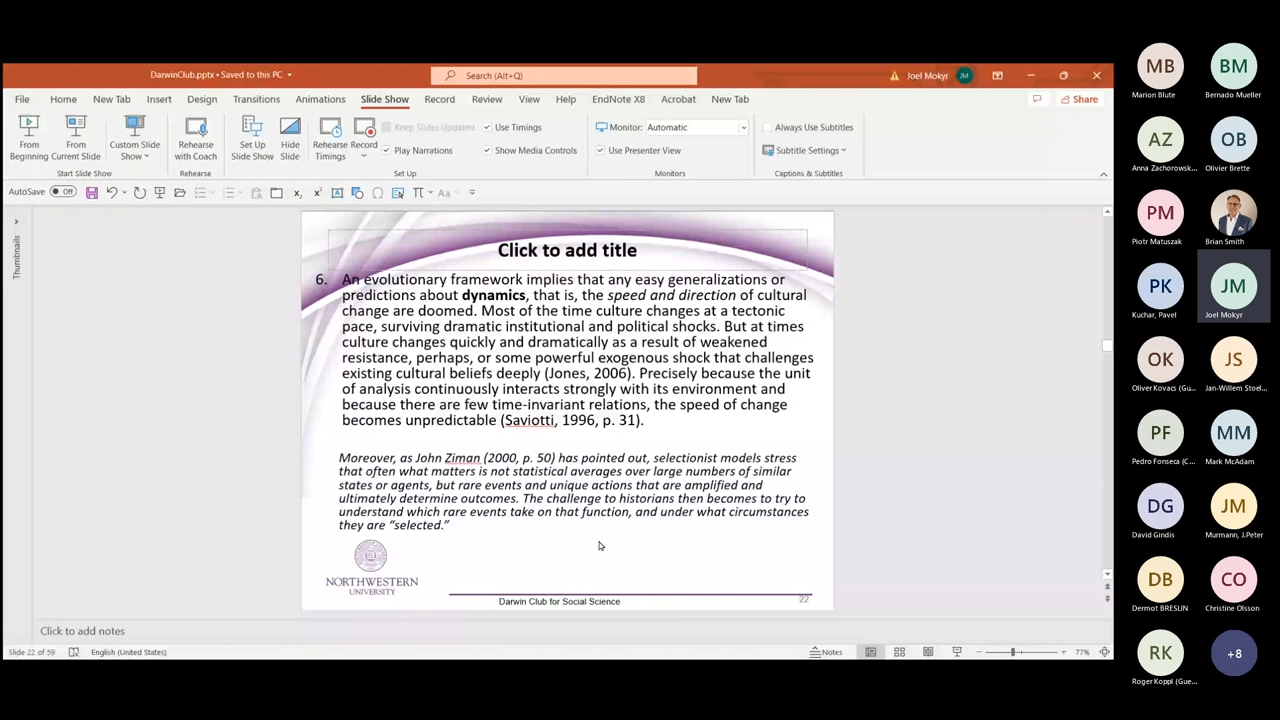 DarwinClub.pptx • Saved to this PC
Search (Alt+Q)
Joel Mokyr
JM
File Home New Tab Insert Design Transitions Animations Slide Show Record Review View Help EndNote X8 Acrobat New Tab
Share
From Beginning
From Current Slide
Custom Slide Show
Start Slide Show
Rehearse with Coach
Rehearse
Set Up Slide Show
Hide Slide
Rehearse Timings
Record
Keep Slides Updated
Use Timings
Play Narrations
Show Media Controls
Set Up
Monitor: Automatic
Use Presenter View
Monitors
Always Use Subtitles
Subtitle Settings
Captions & Subtitles
AutoSave Off
Thumbnails
Click to add title
6. An evolutionary framework implies that any easy generalizations or
predictions about dynamics, that is, the speed and direction of cultural
change are doomed. Most of the time culture changes at a tectonic
pace, surviving dramatic institutional and political shocks. But at times
culture changes quickly and dramatically as a result of weakened
resistance, perhaps, or some powerful exogenous shock that challenges
existing cultural beliefs deeply (Jones, 2006). Precisely because the unit
of analysis continuously interacts strongly with its environment and
because there are few time-invariant relations, the speed of change
becomes unpredictable (Saviotti, 1996, p. 31).
Moreover, as John Ziman (2000, p. 50) has pointed out, selectionist models stress
that often what matters is not statistical averages over large numbers of similar
states or agents, but rare events and unique actions that are amplified and
ultimately determine outcomes. The challenge to historians then becomes to try to
understand which rare events take on that function, and under what circumstances
they are “selected.”
NORTHWESTERN
UNIVERSITY
Darwin Club for Social Science
22
Click to add notes
Slide 22 of 59
English (United States)
Notes
77%
MB
Marion Blute
BM
Bernado Mueller
AZ
Anna Zachorowsk...
OB
Olivier Brette
PM
Piotr Matuszak
Brian Smith
PK
Kuchar, Pavel
JM
Joel Mokyr
OK
Oliver Kovacs (Gu...
JS
Jan-Willem Stoel...
PF
Pedro Fonseca (C...
MM
Mark McAdam
DG
David Gindis
JM
Murmann, J.Peter
DB
Dermot BRESLIN
CO
Christine Olsson
RK
Roger Koppl (Gue...
+8